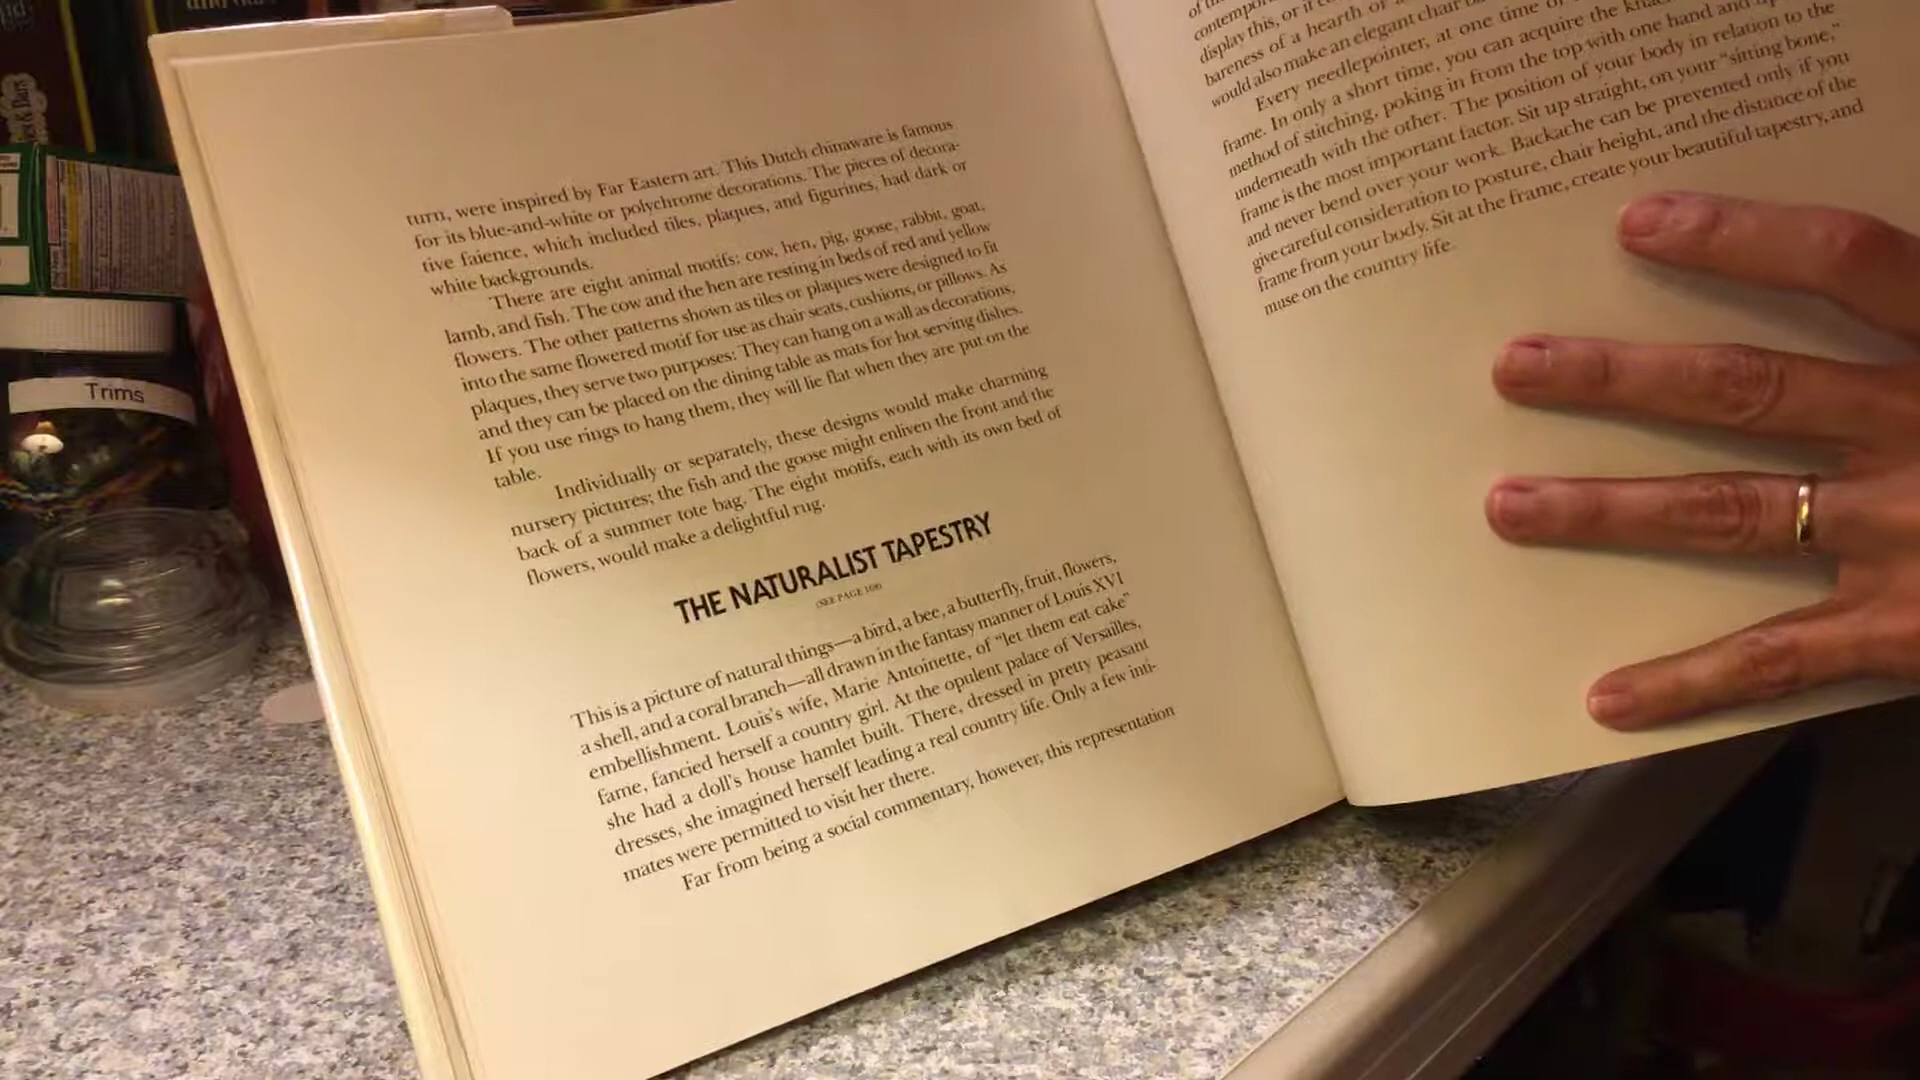 Trims
turn, were inspired by Far Eastern art. This Dutch chinaware is famous
for its blue-and-white or polychrome decorations. The pieces of decora-
tive faience, which included tiles, plaques, and figurines, had dark or
white backgrounds.
There are eight animal motifs: cow, hen, pig, goose, rabbit, goat,
lamb, and fish. The cow and the hen are resting in beds of red and yellow
flowers. The other patterns shown as tiles or plaques were designed to fit
into the same flowered motif for use as chair seats, cushions, or pillows. As
plaques, they serve two purposes: They can hang on a wall as decorations,
and they can be placed on the dining table as mats for hot serving dishes.
If you use rings to hang them, they will lie flat when they are put on the
table.
Individually or separately, these designs would make charming
nursery pictures; the fish and the goose might enliven the front and the
back of a summer tote bag. The eight motifs, each with its own bed of
flowers, would make a delightful rug.
THE NATURALIST TAPESTRY
(SEE PAGE 108)
This is a picture of natural things—a bird, a bee, a butterfly, fruit, flowers,
a shell, and a coral branch—all drawn in the fantasy manner of Louis XVI
embellishment. Louis's wife, Marie Antoinette, of "let them eat cake"
fame, fancied herself a country girl. At the opulent palace of Versailles,
she had a doll's house hamlet built. There, dressed in pretty peasant
dresses, she imagined herself leading a real country life. Only a few inti-
mates were permitted to visit her there.
Far from being a social commentary, however, this representation
of
contempor
display this, or it
bareness of a hearth or
would also make an elegant chair
Every needlepointer, at one time or
frame. In only a short time, you can acquire the
method of stitching, poking in from the top with one hand and
underneath with the other. The position of your body in relation to the
frame is the most important factor. Sit up straight, on your "sitting bone,"
and never bend over your work. Backache can be prevented only if you
give careful consideration to posture, chair height, and the distance of the
frame from your body. Sit at the frame, create your beautiful tapestry, and
muse on the country life.